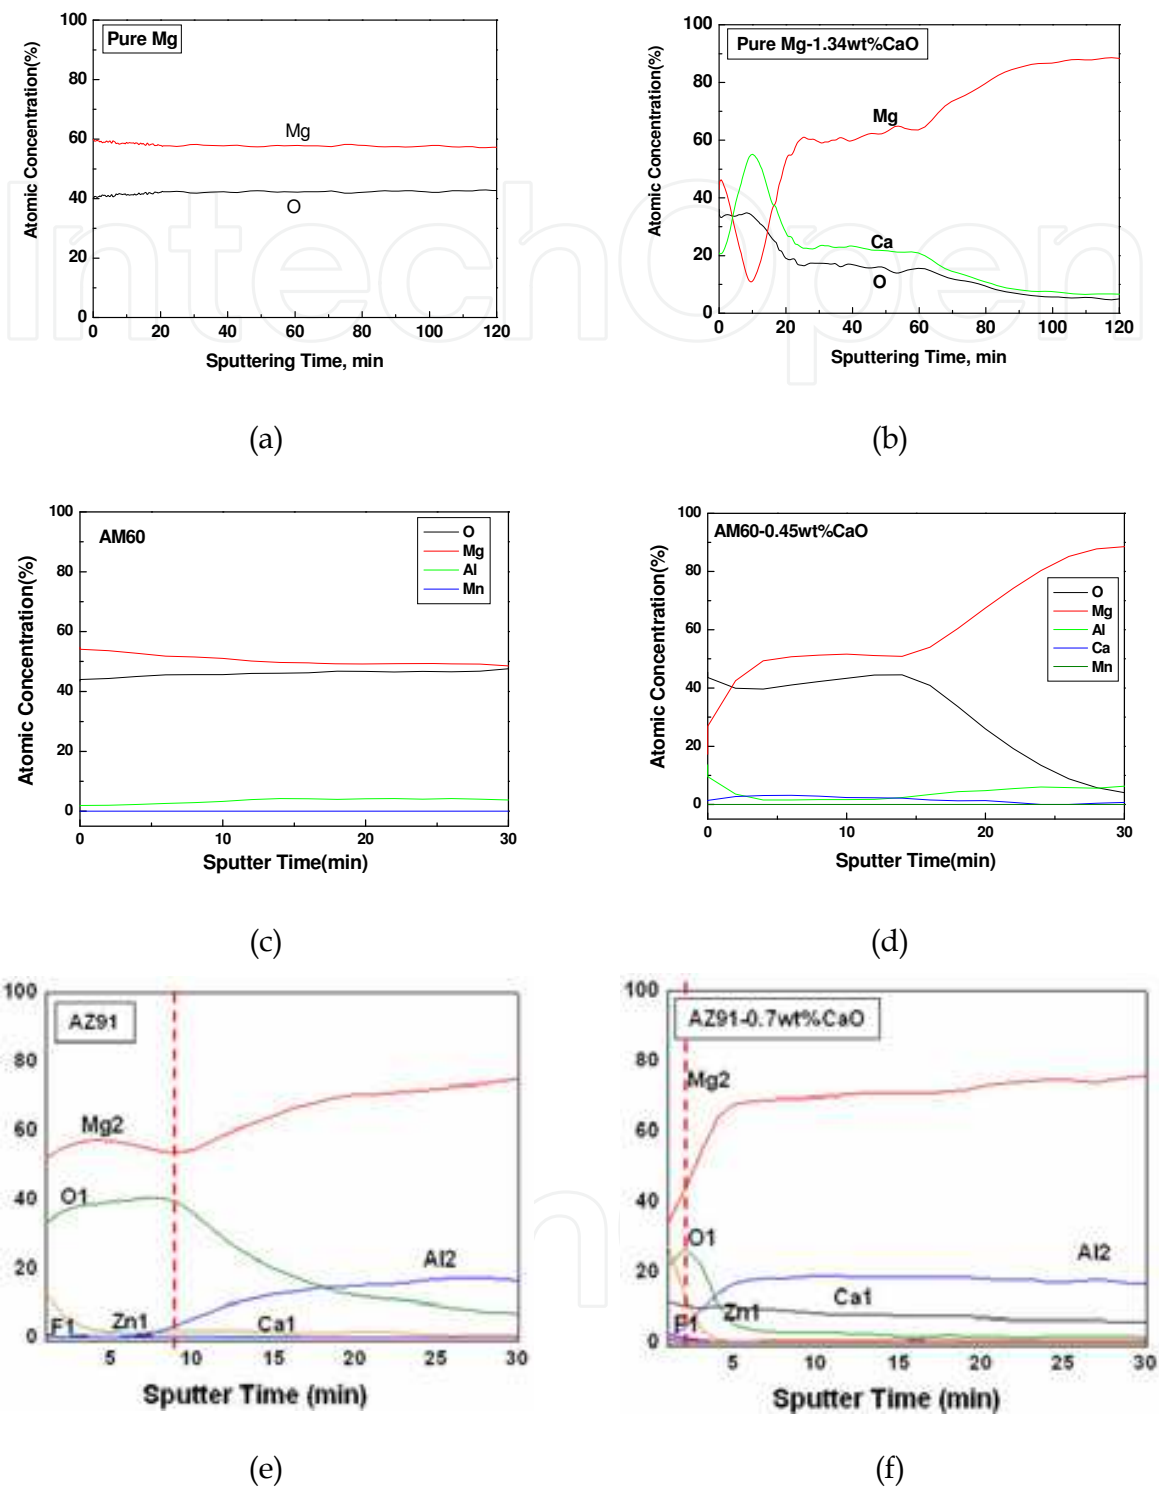 Pure Mg
Atomic Concentration(%)
100
80
60
40
20
0
Mg
O
0 20 40 60 80 100 120
Sputtering Time, min
(a)
Pure Mg-1.34wt%CaO
Atomic Concentration(%)
100
80
60
40
20
0
Mg
Ca
O
0 20 40 60 80 100 120
Sputtering Time, min
(b)
IntechOpen
AM60
Atomic Concentration(%)
100
80
60
40
20
0
O
Mg
Al
Mn
0 10 20 30
Sputter Time(min)
(c)
AM60-0.45wt%CaO
Atomic Concentration(%)
100
80
60
40
20
0
O
Mg
Al
Ca
Mn
0 10 20 30
Sputter Time(min)
(d)
AZ91
100
80
60
40
20
0
Mg2
O1
Al2
F1 Zn1 Ca1
5 10 15 20 25 30
Sputter Time (min)
(e)
AZ91-0.7wt%CaO
100
80
60
40
20
0
Mg2
O1
Al2
Ca1
Zn1
F1
5 10 15 20 25 30
Sputter Time (min)
(f)